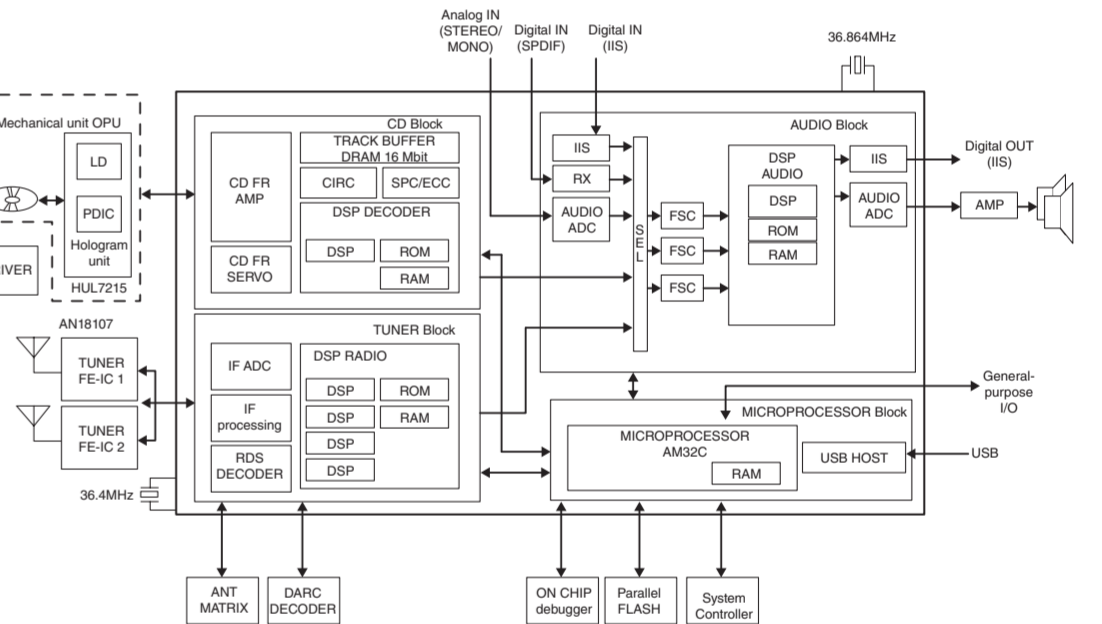 Analog IN
(STEREO/
MONO)
Digital IN
(SPDIF)
Digital IN
(IIS)
36.864MHz
Mechanical unit OPU
LD
PDIC
Hologram
unit
HUL7215
IVER
CD Block
CD FR
AMP
TRACK BUFFER
DRAM 16 Mbit
CIRC
SPC/ECC
DSP DECODER
DSP
ROM
RAM
CD FR
SERVO
AUDIO Block
IIS
RX
AUDIO
ADC
SEL
FSC
FSC
FSC
DSP
AUDIO
DSP
ROM
RAM
IIS
AUDIO
ADC
Digital OUT
(IIS)
AMP
AN18107
TUNER
FE-IC 1
TUNER
FE-IC 2
36.4MHz
TUNER Block
IF ADC
IF
processing
RDS
DECODER
DSP RADIO
DSP
ROM
DSP
RAM
DSP
DSP
MICROPROCESSOR Block
MICROPROCESSOR
AM32C
RAM
USB HOST
General-
purpose
I/O
USB
ANT
MATRIX
DARC
DECODER
ON CHIP
debugger
Parallel
FLASH
System
Controller